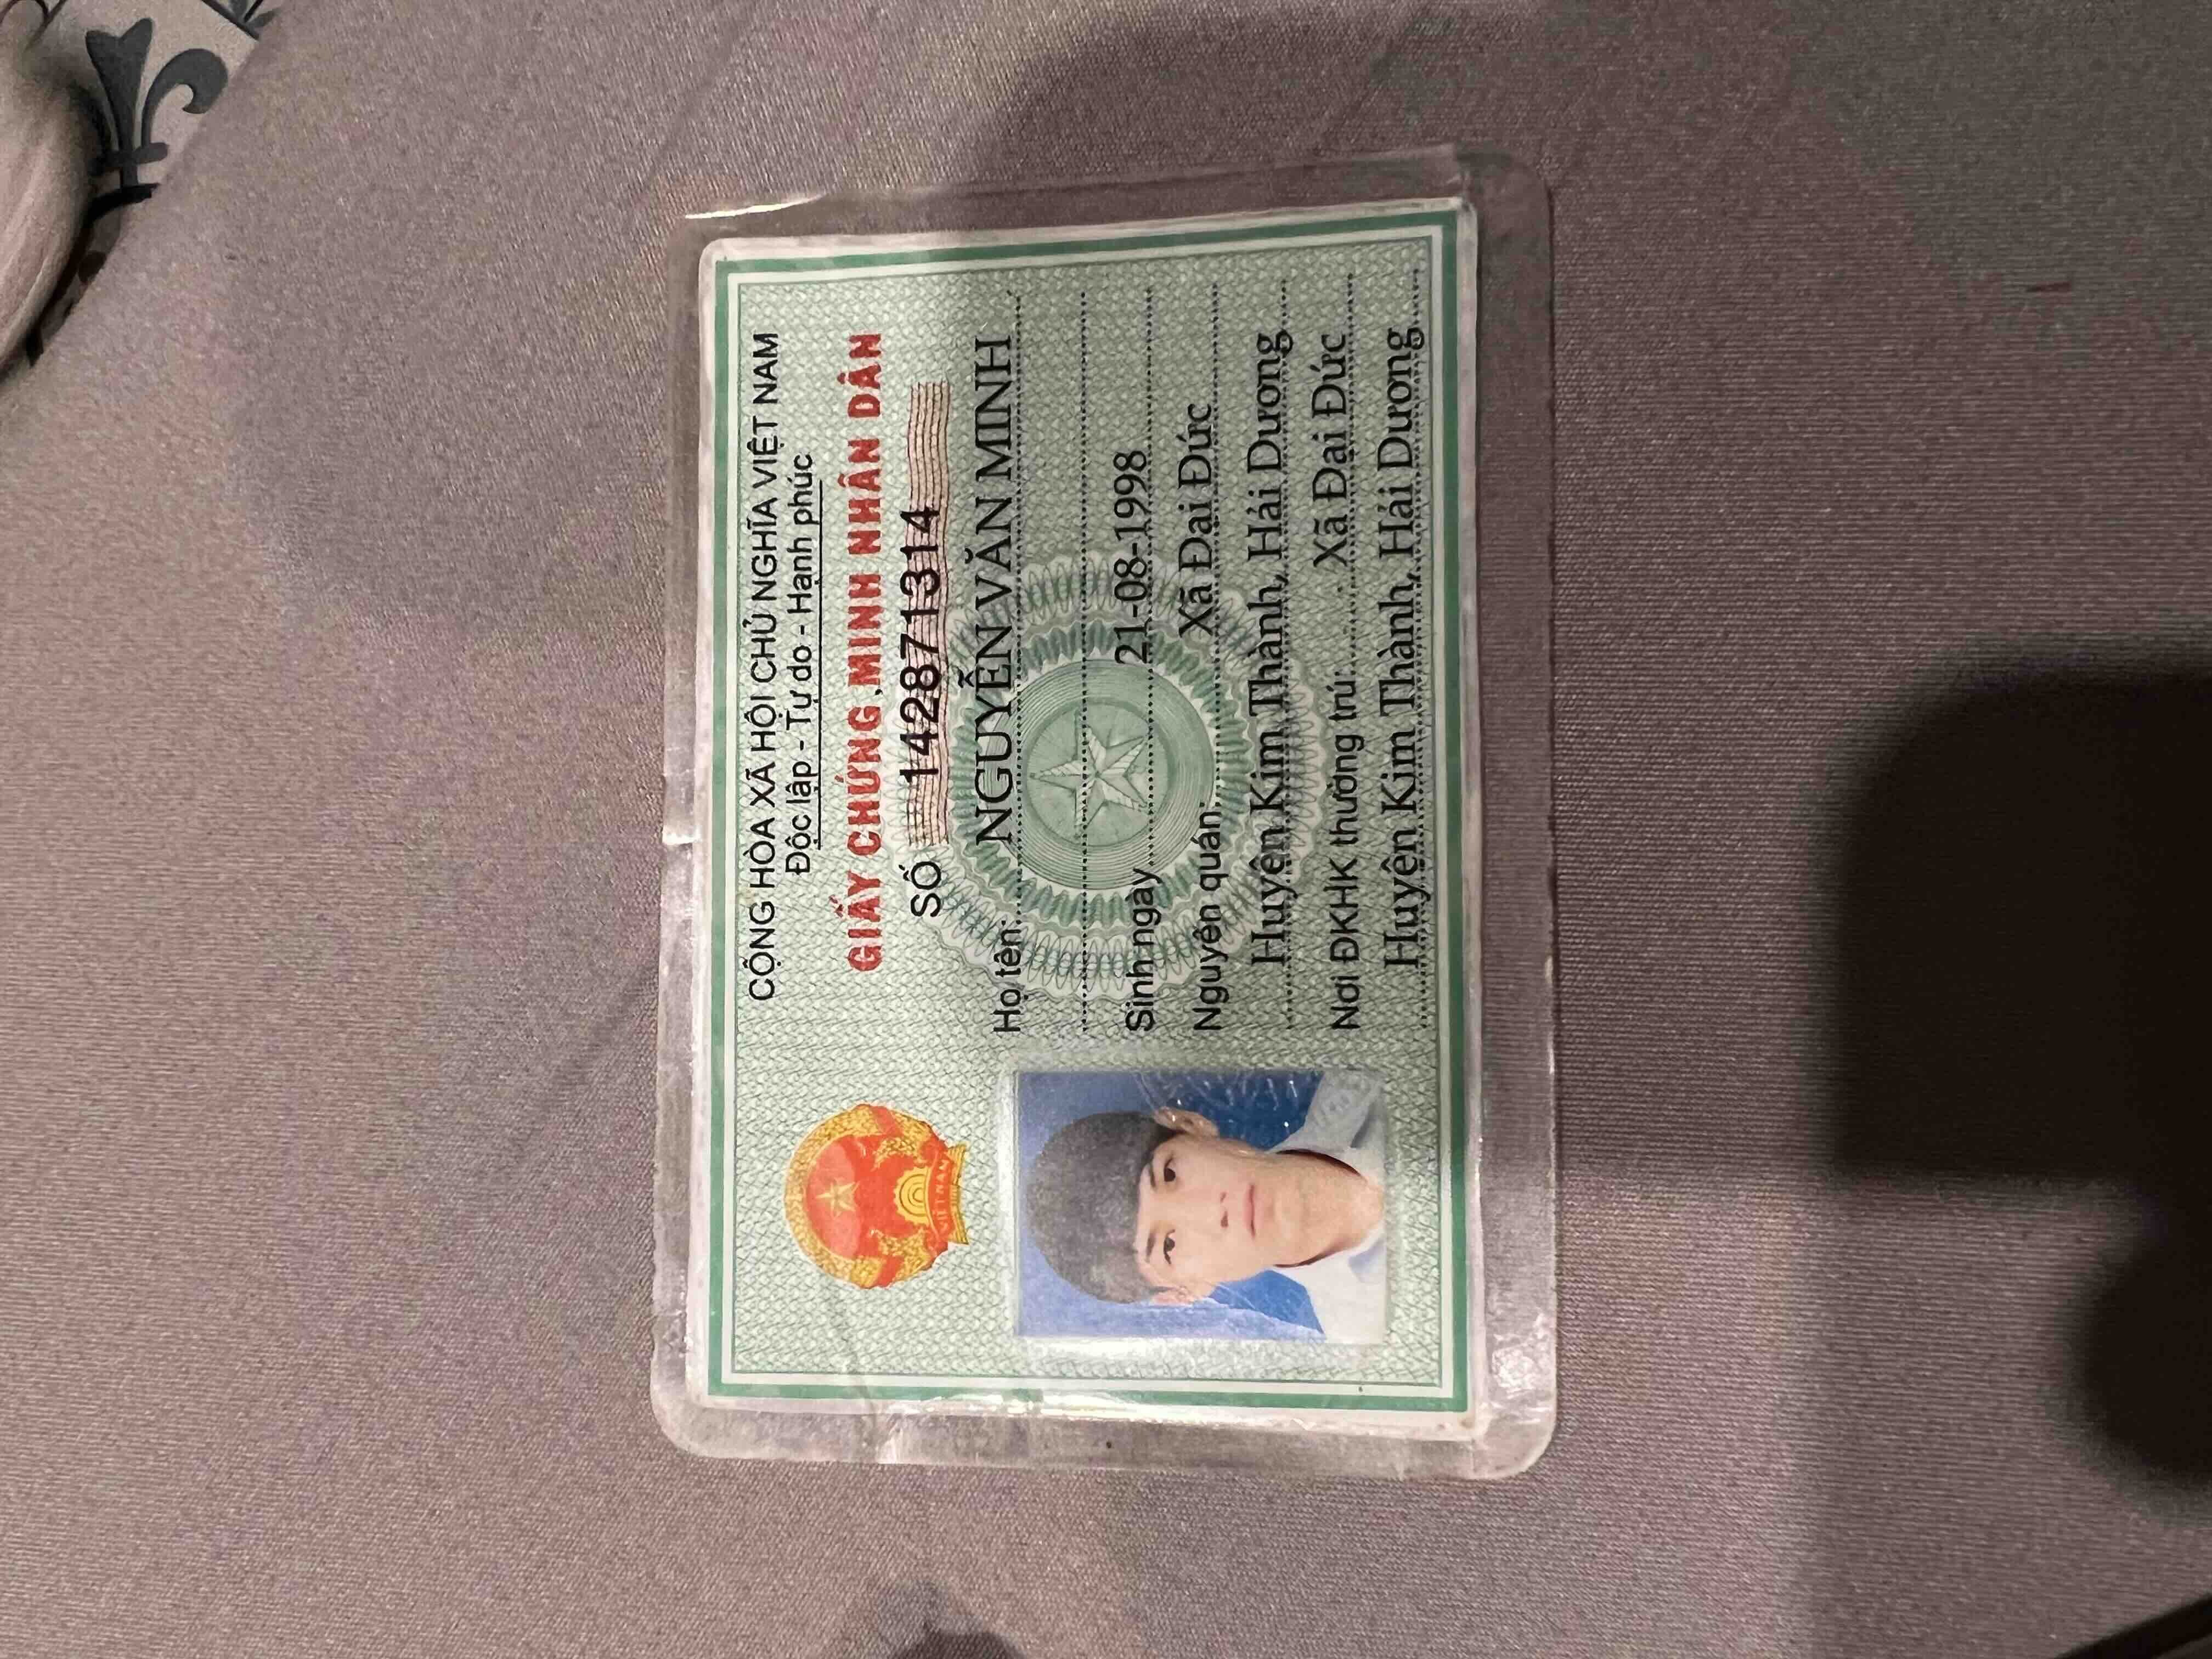 CỘNG HÒA XÃ HỘI CHỦ NGHĨA VIỆT NAM
Độc lập - Tự do - Hạnh phúc
GIẤY CHỨNG MINH NHÂN DÂN
SỐ 142871314
Họ tên: NGUYỄN VĂN MINH
Sinh ngày 21-08-1998
Nguyên quán: Xã Đại Đức
Huyện Kim Thành, Hải Dương
Nơi ĐKHK thường trú: Xã Đại Đức
Huyện Kim Thành, Hải Dương
VIỆT NAM